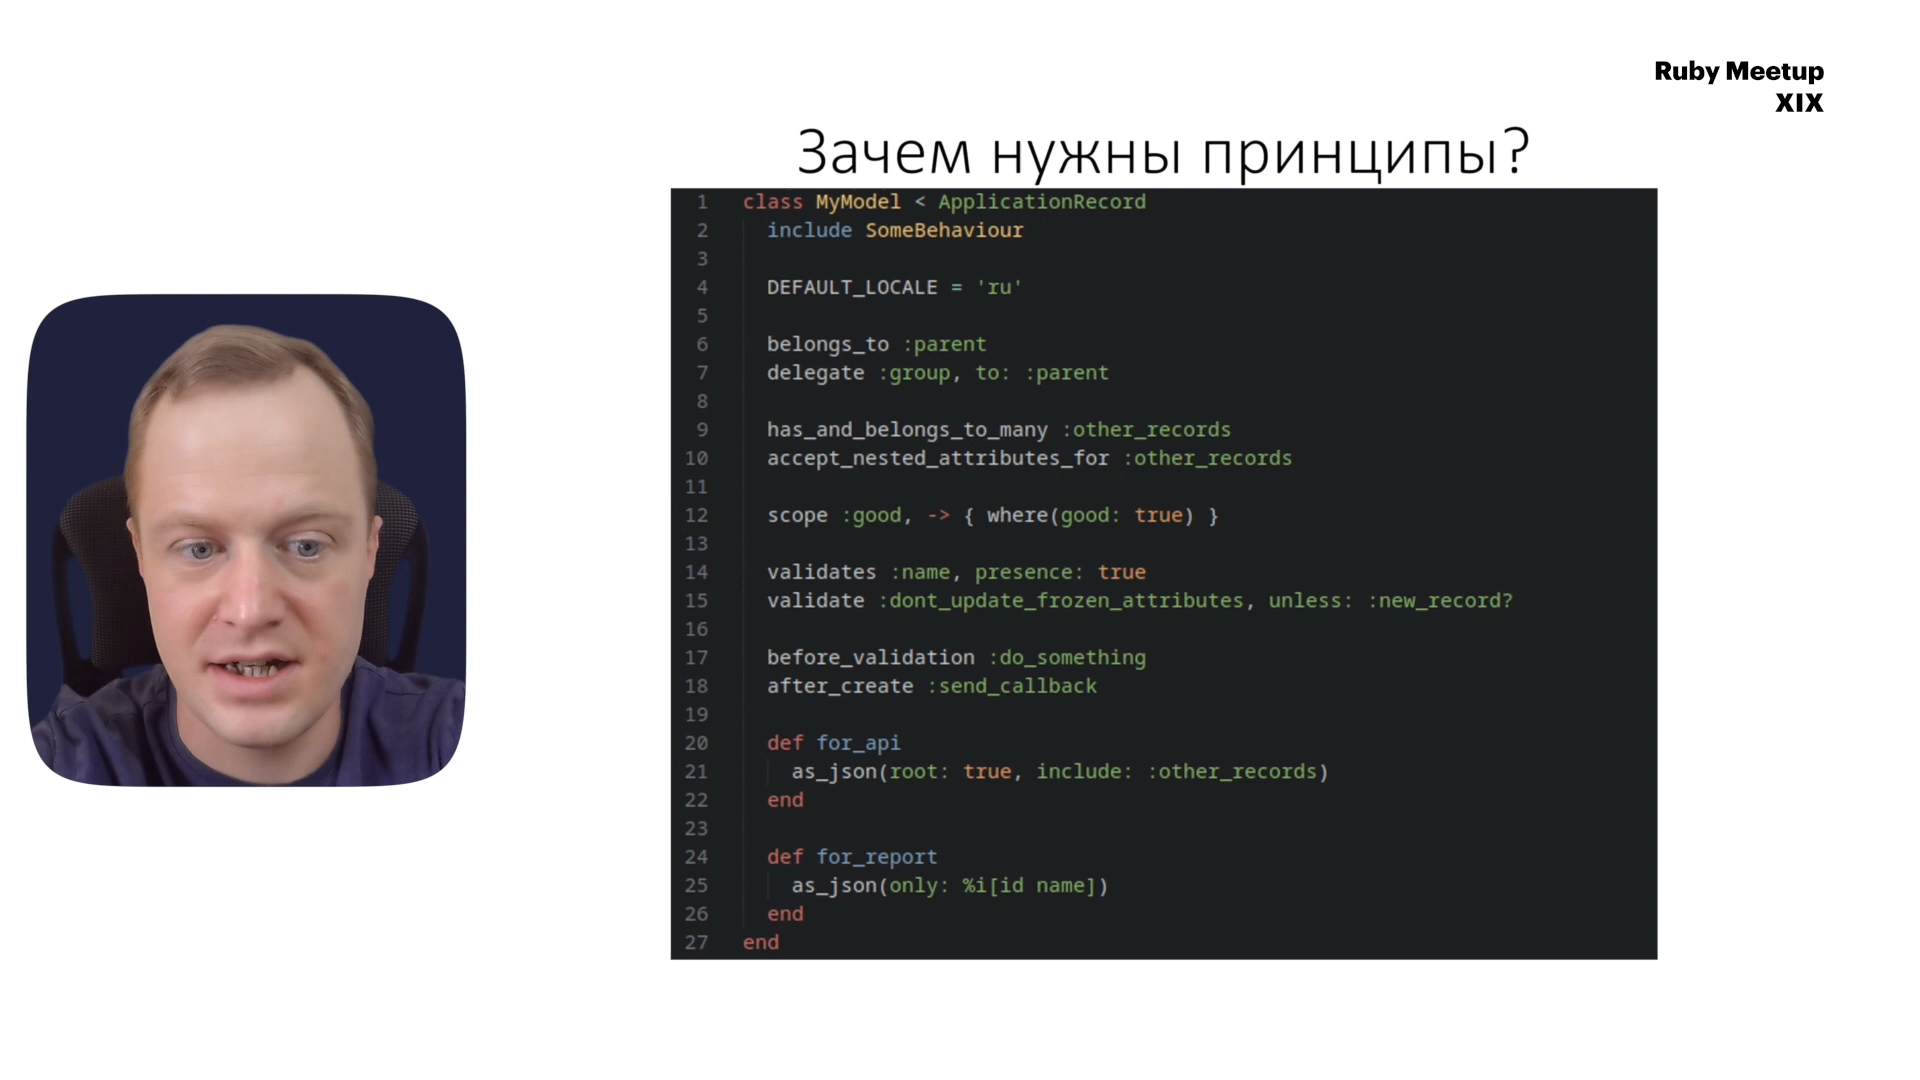 Ruby Meetup
XIX
Зачем нужны принципы?
1 class MyModel < ApplicationRecord
2 include SomeBehaviour
3
4 DEFAULT_LOCALE = 'ru'
5
6 belongs_to :parent
7 delegate :group, to: :parent
8
9 has_and_belongs_to_many :other_records
10 accept_nested_attributes_for :other_records
11
12 scope :good, -> { where(good: true) }
13
14 validates :name, presence: true
15 validate :dont_update_frozen_attributes, unless: :new_record?
16
17 before_validation :do_something
18 after_create :send_callback
19
20 def for_api
21 as_json(root: true, include: :other_records)
22 end
23
24 def for_report
25 as_json(only: %i[id name])
26 end
27 end